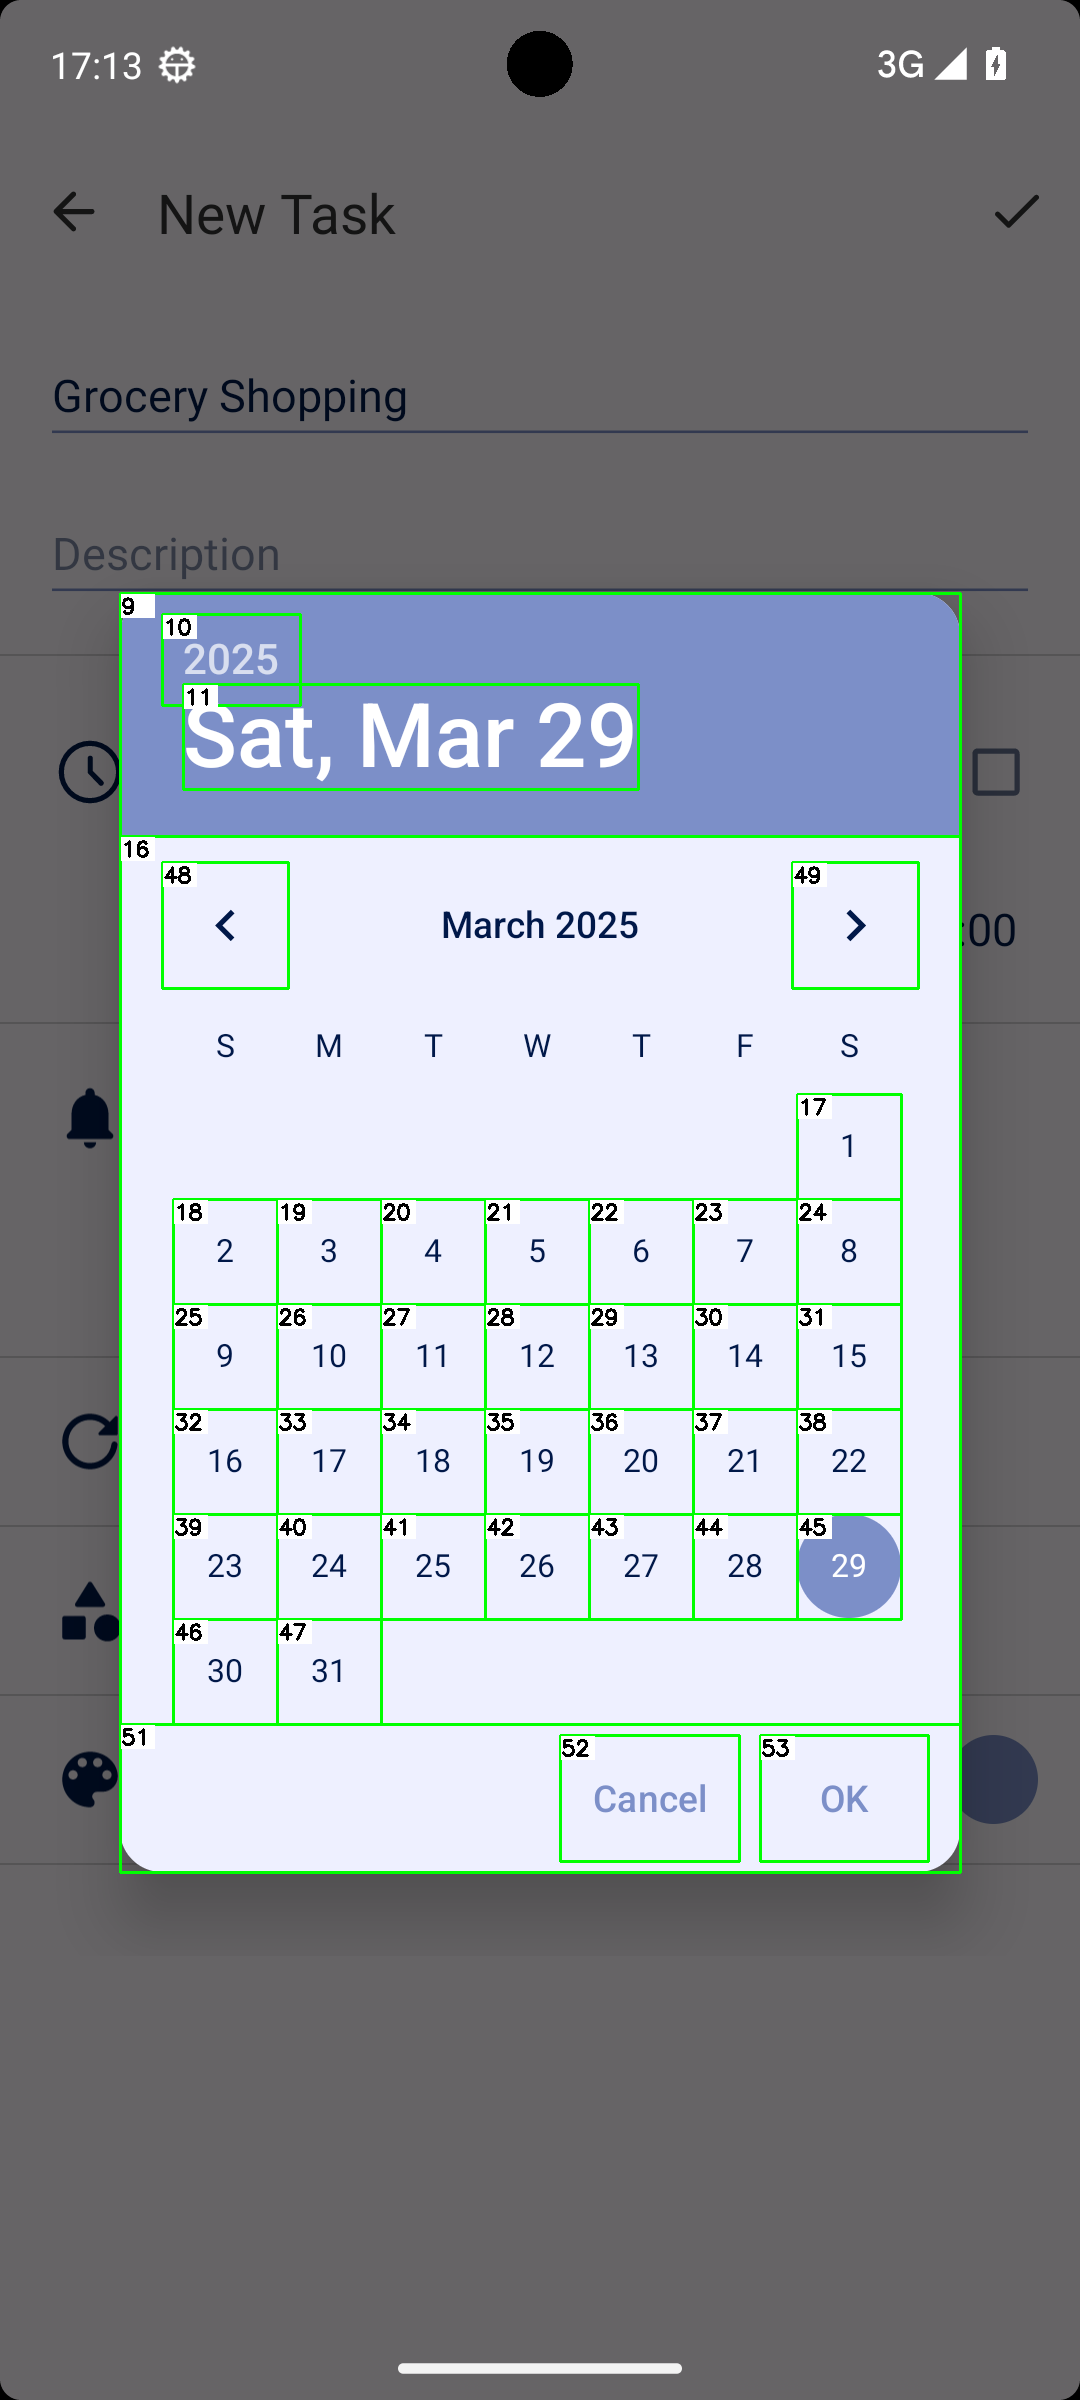 17:13
3G
New Task
Grocery Shopping
Description
9
10
2025
11
Sat, Mar 29
16
48
March 2025
49
:00
S M T W T F S
17
1
18 19 20 21 22 23 24
2 3 4 5 6 7 8
25 26 27 28 29 30 31
9 10 11 12 13 14 15
32 33 34 35 36 37 38
16 17 18 19 20 21 22
39 40 41 42 43 44 45
23 24 25 26 27 28 29
46 47
30 31
51
52 53
Cancel OK